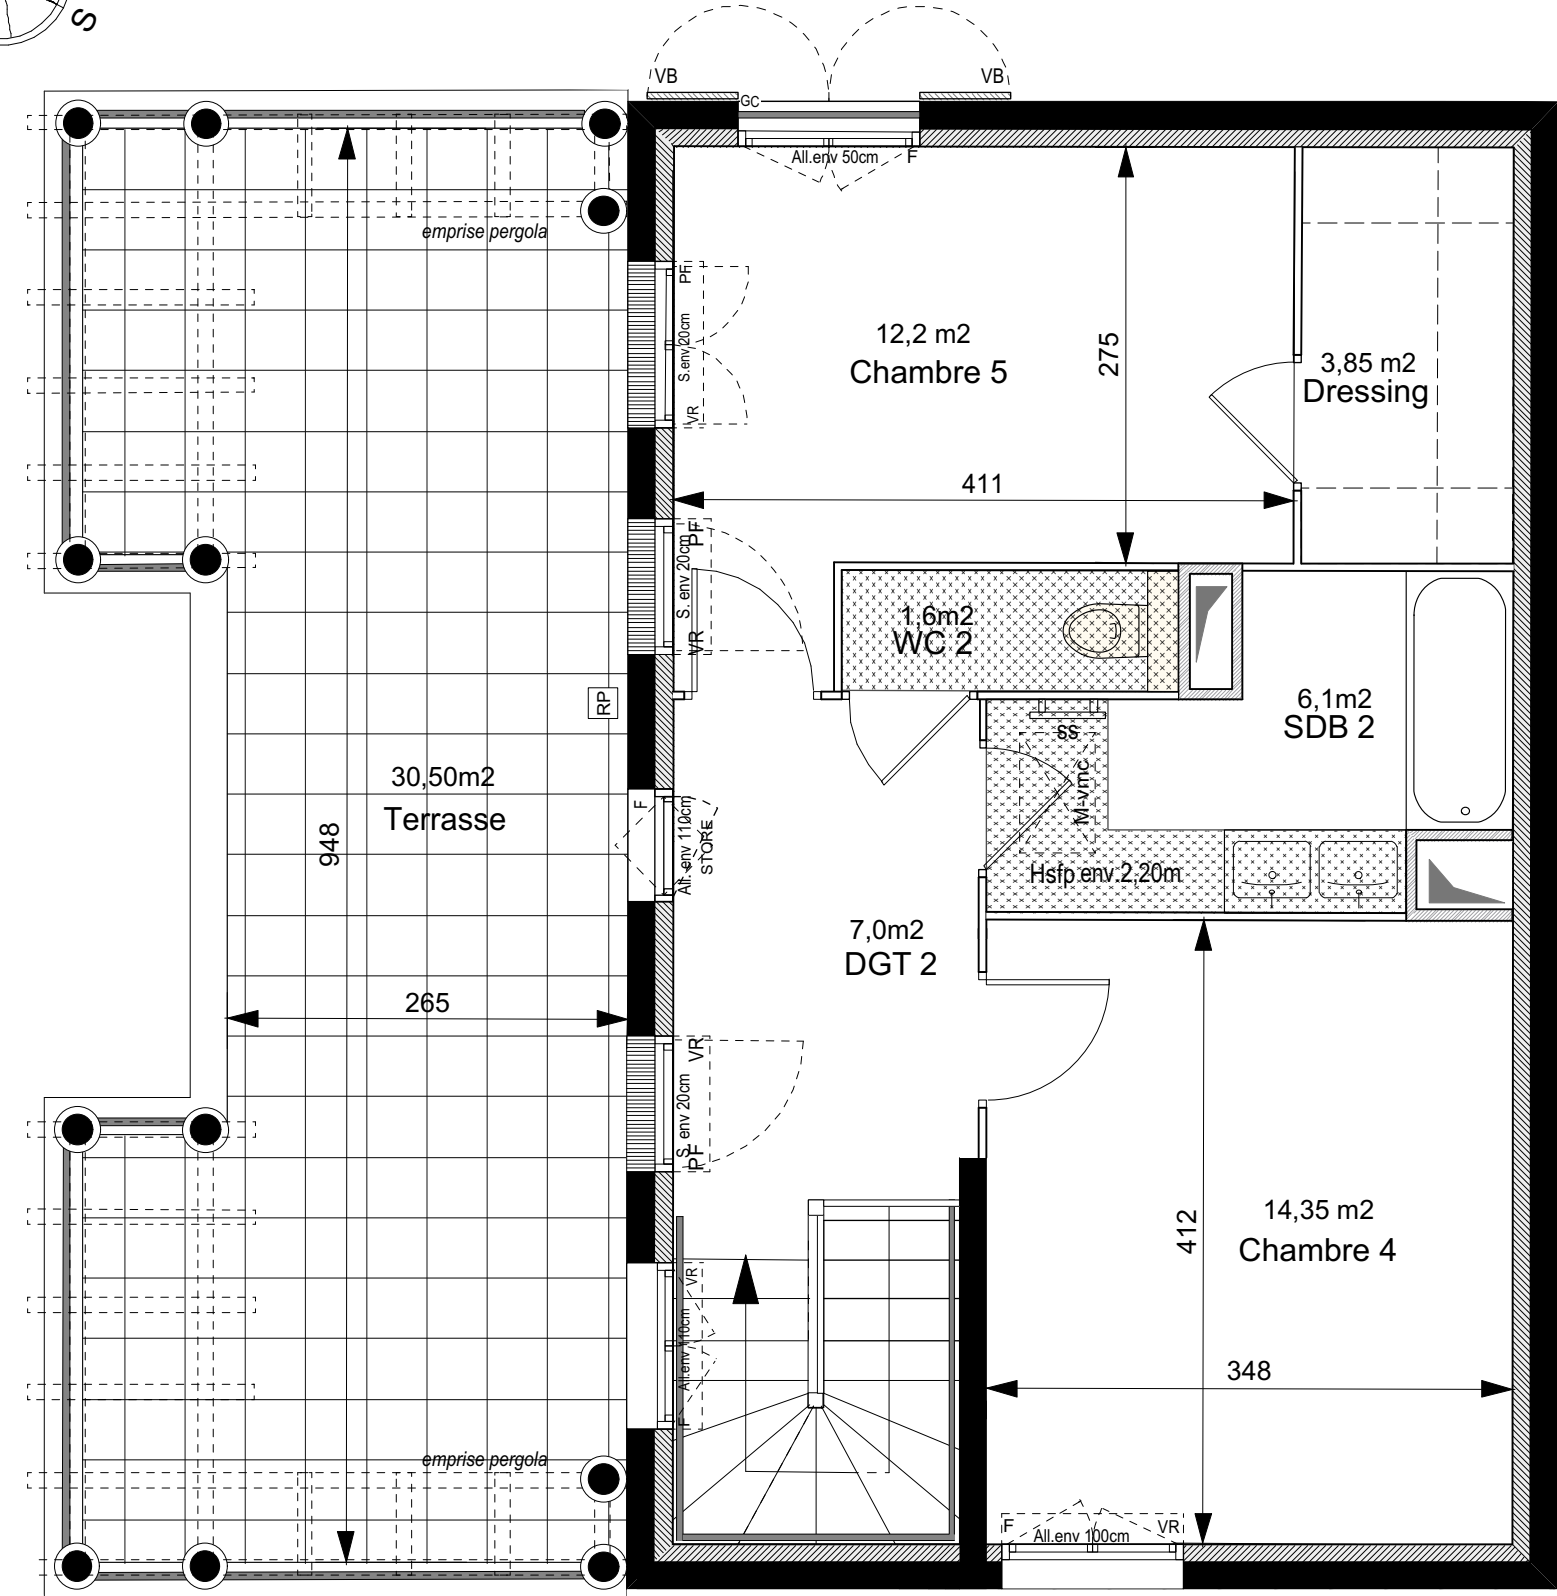 S
VB
VB
GC
All.env 50cm
F
emprise pergola
PF
S.env 20cm
VR
12,2 m2
Chambre 5
275
3,85 m2
Dressing
411
PF
S. env 20cm
VR
1,6m2
WC 2
RP
6,1m2
SDB 2
SS
M-vmc
30,50m2
Terrasse
948
F
All. env 110cm
STORE
Hsfp env.2,20m
7,0m2
DGT 2
265
VR
S. env 20cm
PF
14,35 m2
Chambre 4
412
VR
All.env 110cm
F
348
emprise pergola
F
All.env 100cm
VR